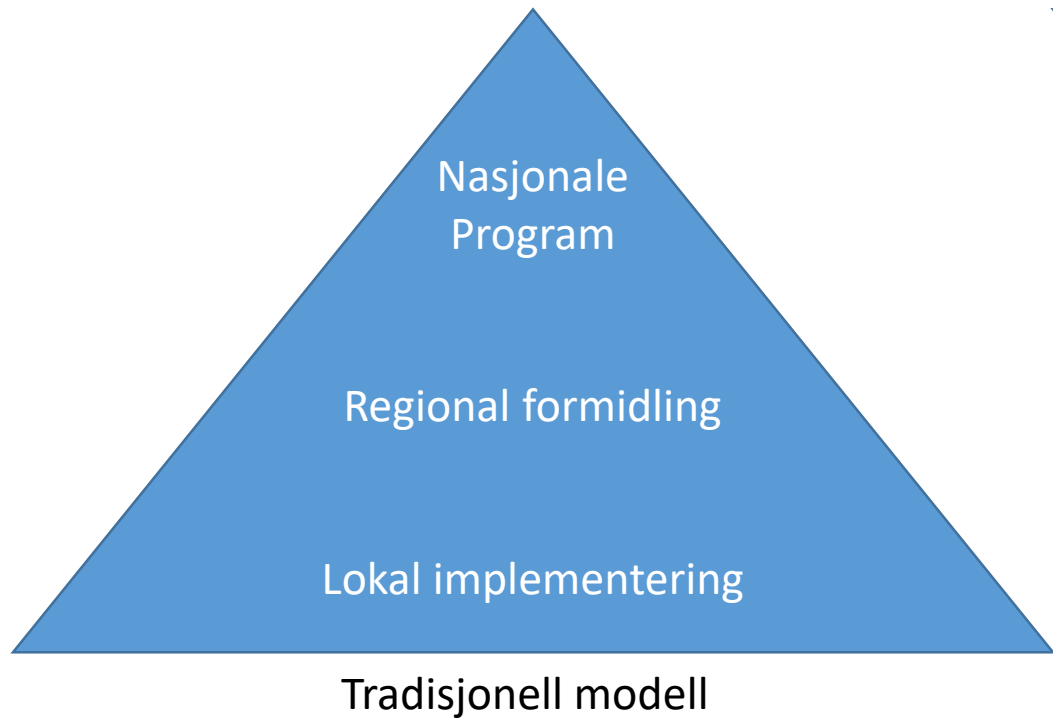 Nasjonale
Program
Regional formidling
Lokal implementering
Tradisjonell modell